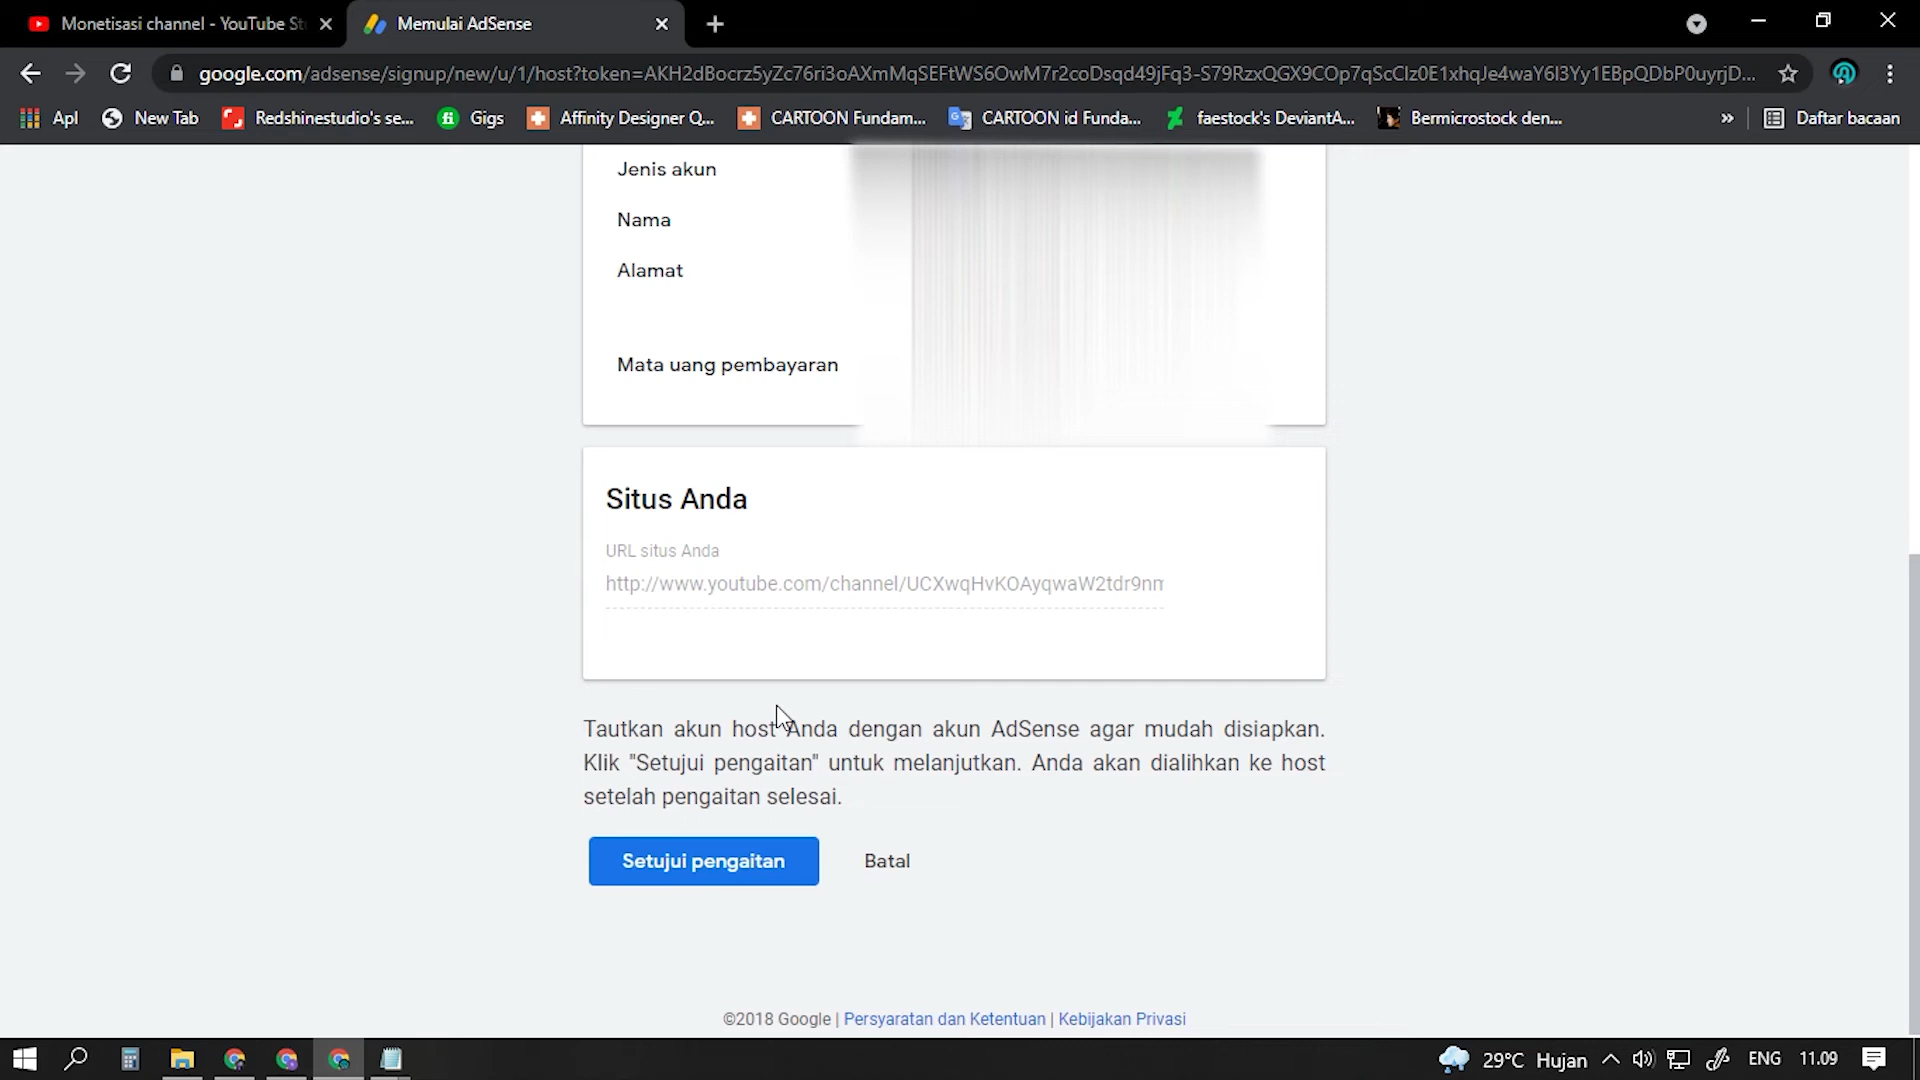 Monetisasi channel - YouTube St
Memulai AdSense
google.com/adsense/signup/new/u/1/host?token=AKH2dBocrz5yZc76ri3oAXmMqSEFtWS6OwM7r2coDsqd49jFq3-S79RzxQGX9COp7qScClz0E1xhqJe4waY6l3Yy1EBpQDbP0uyrjD...
Apl
New Tab
Redshinestudio's se...
Gigs
Affinity Designer Q...
CARTOON Fundam...
CARTOON id Funda...
faestock's DeviantA...
Bermicrostock den...
»
Daftar bacaan
Jenis akun
Nama
Alamat
Mata uang pembayaran
Situs Anda
URL situs Anda
http://www.youtube.com/channel/UCXwqHvKOAyqwaW2tdr9nm
Tautkan akun host Anda dengan akun AdSense agar mudah disiapkan.
Klik "Setujui pengaitan" untuk melanjutkan. Anda akan dialihkan ke host
setelah pengaitan selesai.
Setujui pengaitan
Batal
©2018 Google | Persyaratan dan Ketentuan | Kebijakan Privasi
29°C Hujan
ENG
11.09